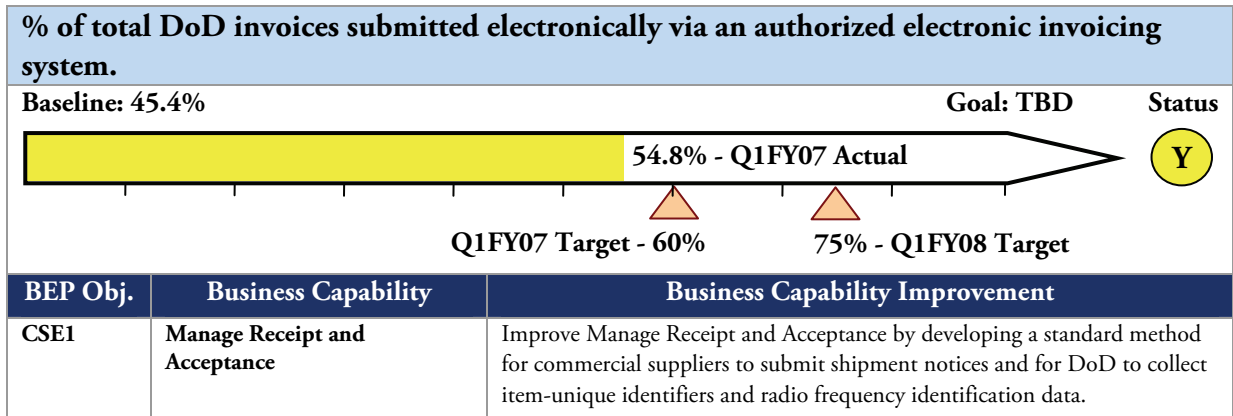 % of total DoD invoices submitted electronically via an authorized electronic invoicing
system.
Baseline: 45.4% Goal: TBD Status
54.8% - Q1FY07 Actual Y
Q1FY07 Target - 60% 75% - Q1FY08 Target
BEP Obj. Business Capability Business Capability Improvement
CSE1 Manage Receipt and Improve Manage Receipt and Acceptance by developing a standard method
Acceptance for commercial suppliers to submit shipment notices and for DoD to collect
item-unique identifiers and radio frequency identification data.